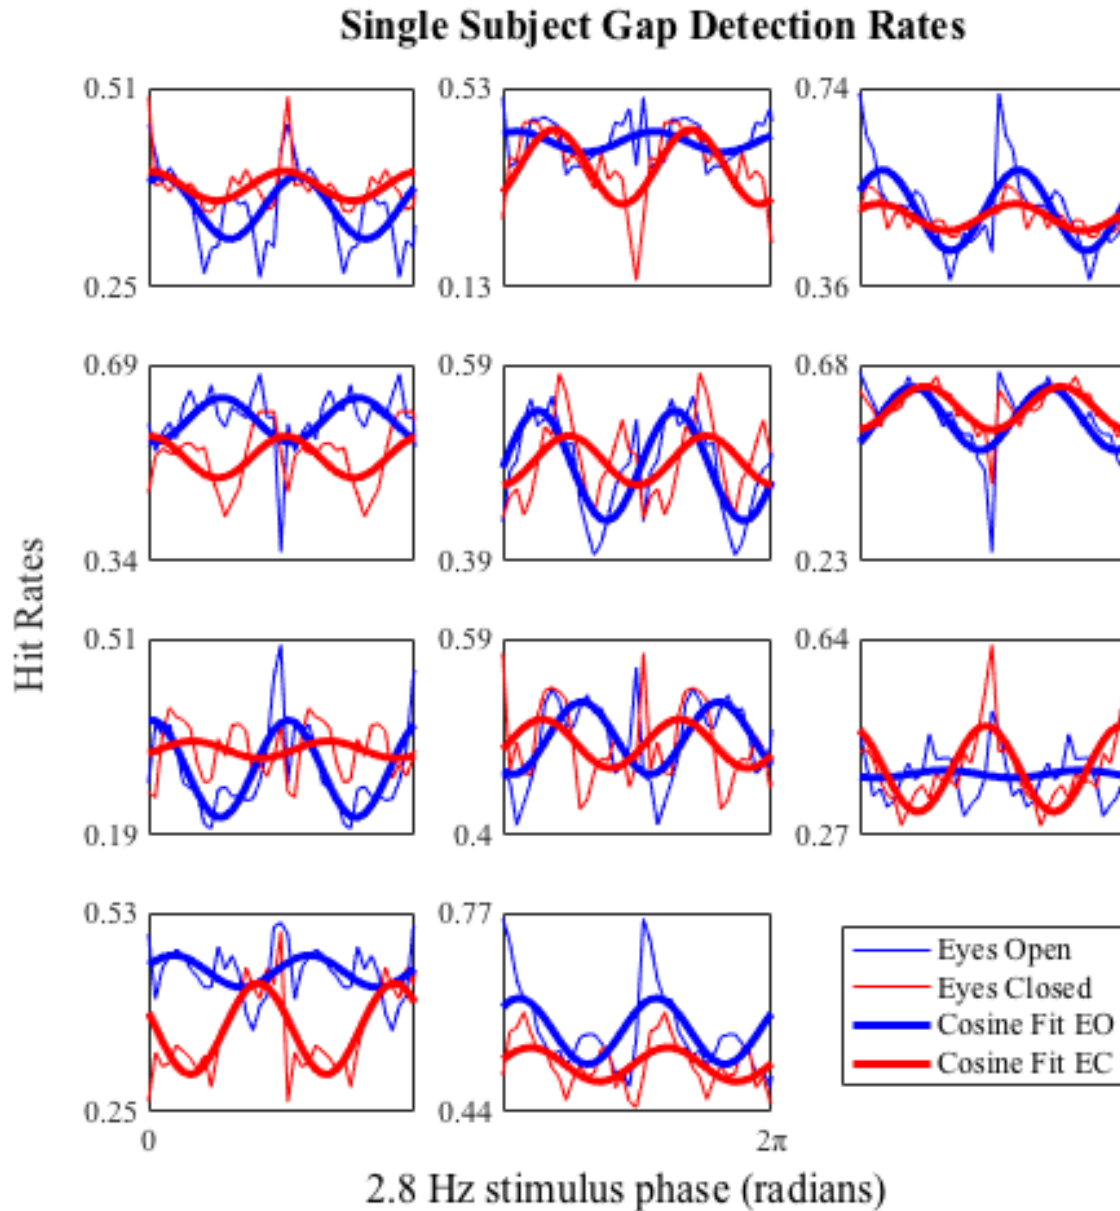 Single Subject Gap Detection Rates
0.51
0.25
0.53
0.13
0.74
0.36
0.69
0.34
0.59
0.39
0.68
0.23
0.51
0.19
0.59
0.4
0.64
0.27
0.53
0.25
0.77
0.44
Hit Rates
Eyes Open
Eyes Closed
Cosine Fit EO
Cosine Fit EC
0
2π
2.8 Hz stimulus phase (radians)